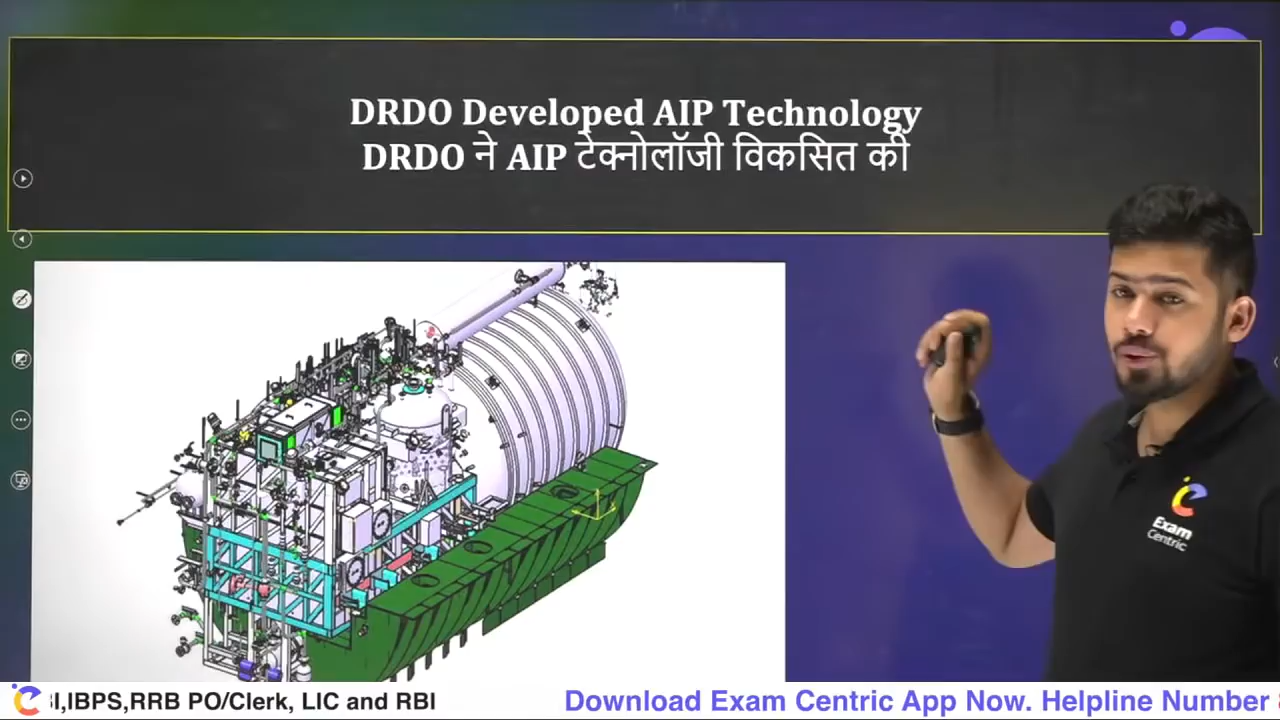 DRDO Developed AIP Technology
DRDO ने AIP टेक्नोलॉजी विकसित की
Exam
Centric
I,IBPS,RRB PO/Clerk, LIC and RBI
Download Exam Centric App Now. Helpline Number